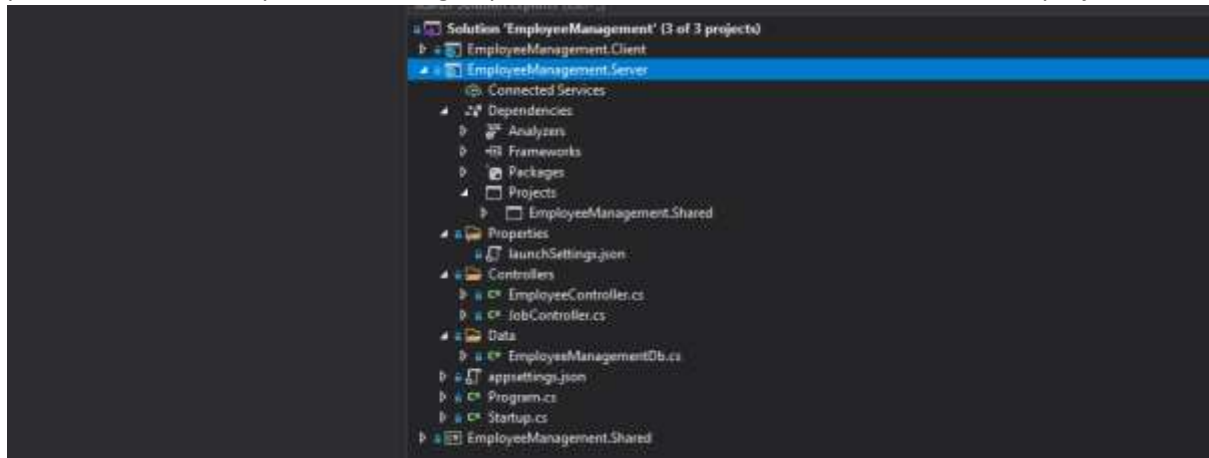 Solution 'EmployeeManagement' (3 of 3 projects)
EmployeeManagement.Client
EmployeeManagement.Server
Connected Services
Dependencies
Analyzers
Frameworks
Packages
Projects
EmployeeManagement.Shared
Properties
launchSettings.json
Controllers
EmployeeController.cs
JobController.cs
Data
EmployeeManagementDb.cs
appsettings.json
Program.cs
Startup.cs
EmployeeManagement.Shared